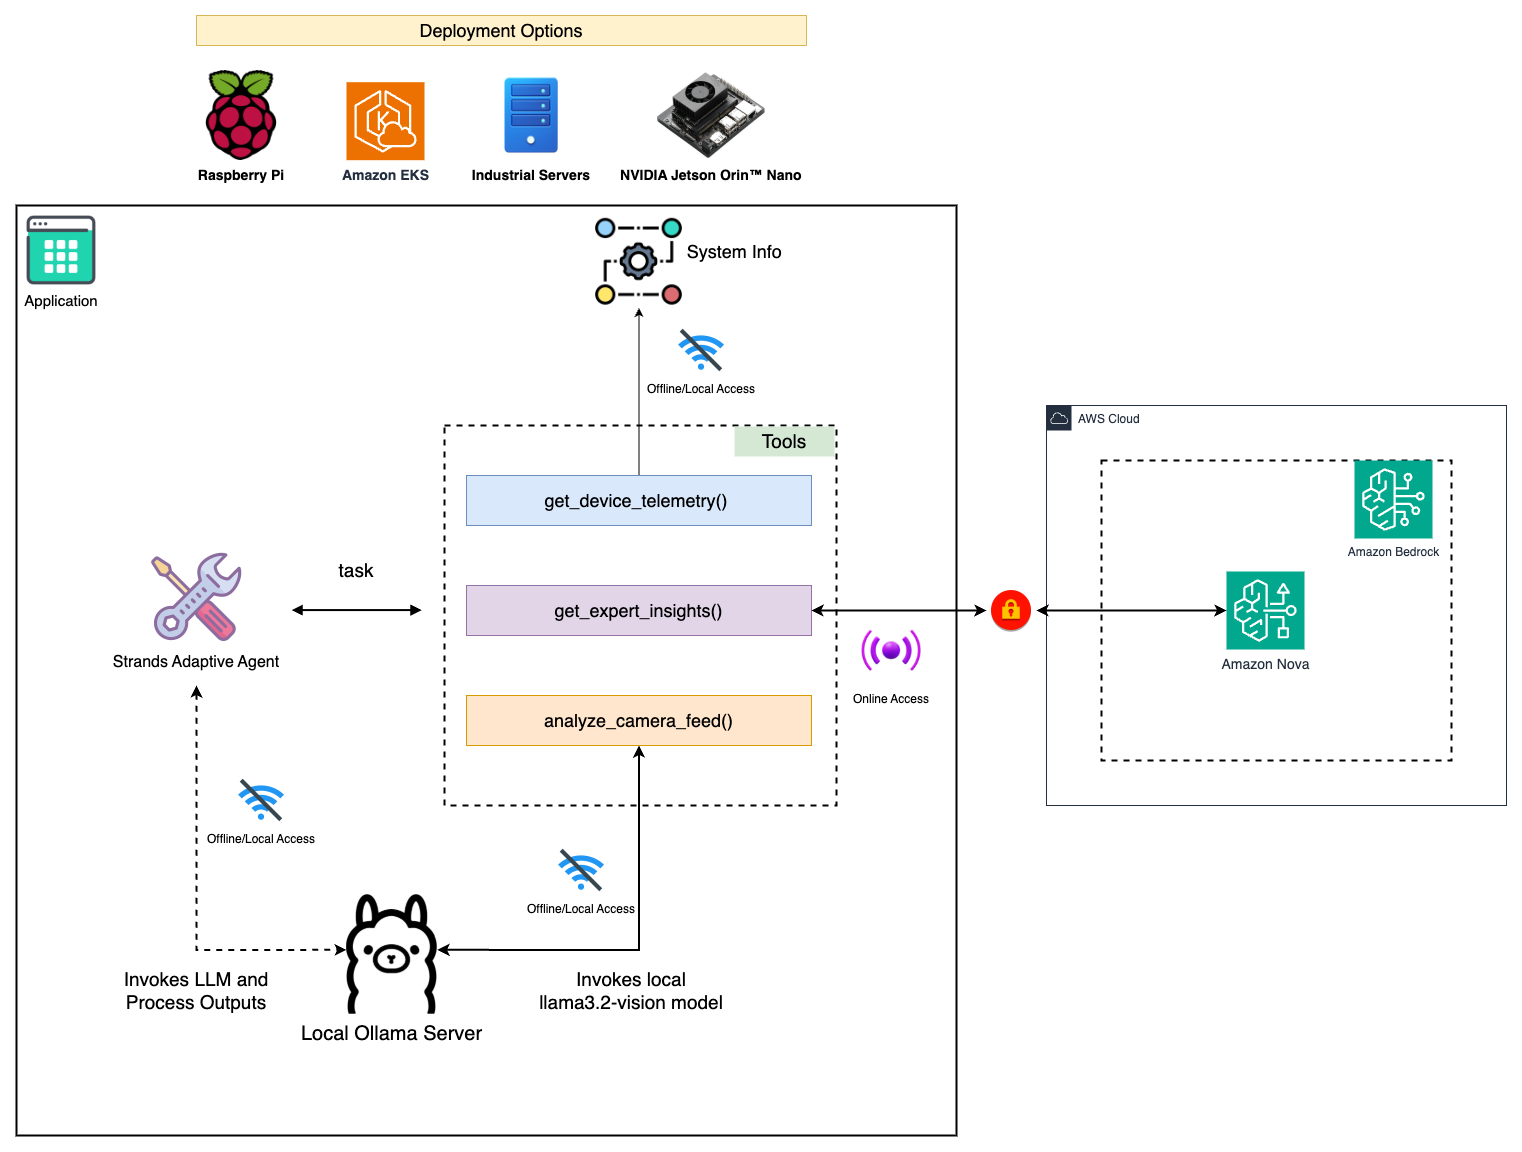 Deployment Options
Raspberry Pi
Amazon EKS
Industrial Servers
NVIDIA Jetson Orin™ Nano
Application
System Info
Offline/Local Access
Tools
get_device_telemetry()
AWS Cloud
Amazon Bedrock
task
get_expert_insights()
Strands Adaptive Agent
Amazon Nova
Online Access
analyze_camera_feed()
Offline/Local Access
Offline/Local Access
Invokes LLM and
Process Outputs
Invokes local
llama3.2-vision model
Local Ollama Server